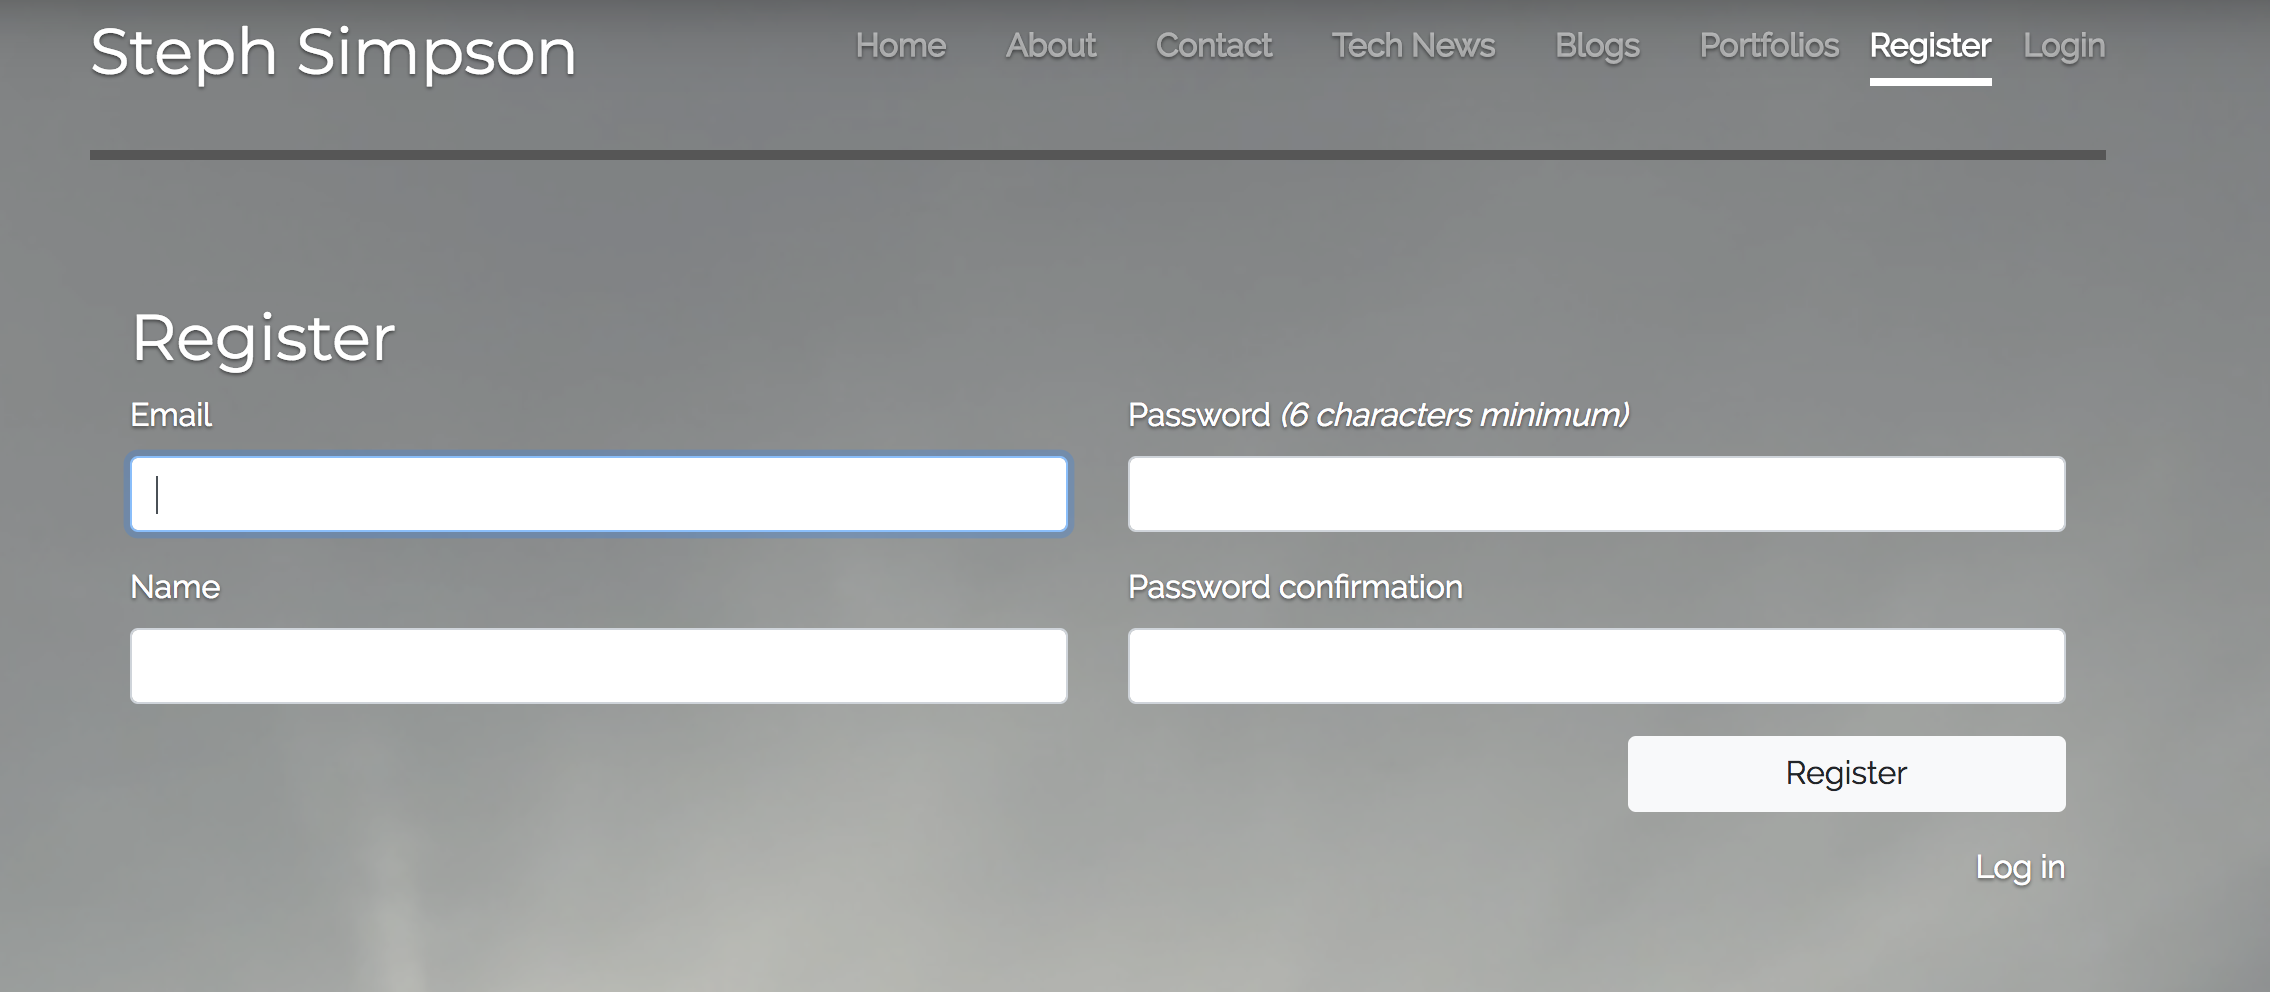 Steph Simpson
Home About Contact Tech News Blogs Portfolios Register Login
Register
Email
Password (6 characters minimum)
Name
Password confirmation
Register
Log in